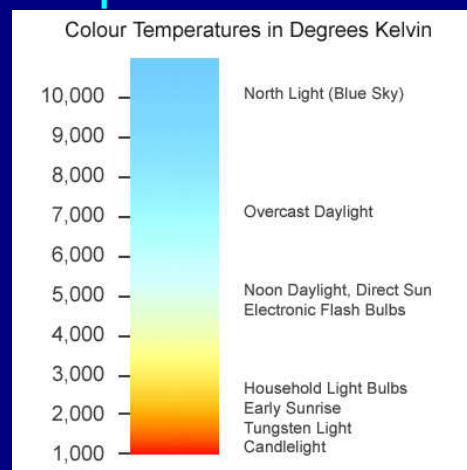 Colour Temperatures in Degrees Kelvin
10,000 North Light (Blue Sky)
9,000
8,000
7,000 Overcast Daylight
6,000
5,000 Noon Daylight, Direct Sun
Electronic Flash Bulbs
4,000
3,000
Household Light Bulbs
2,000 Early Sunrise
Tungsten Light
1,000 Candlelight